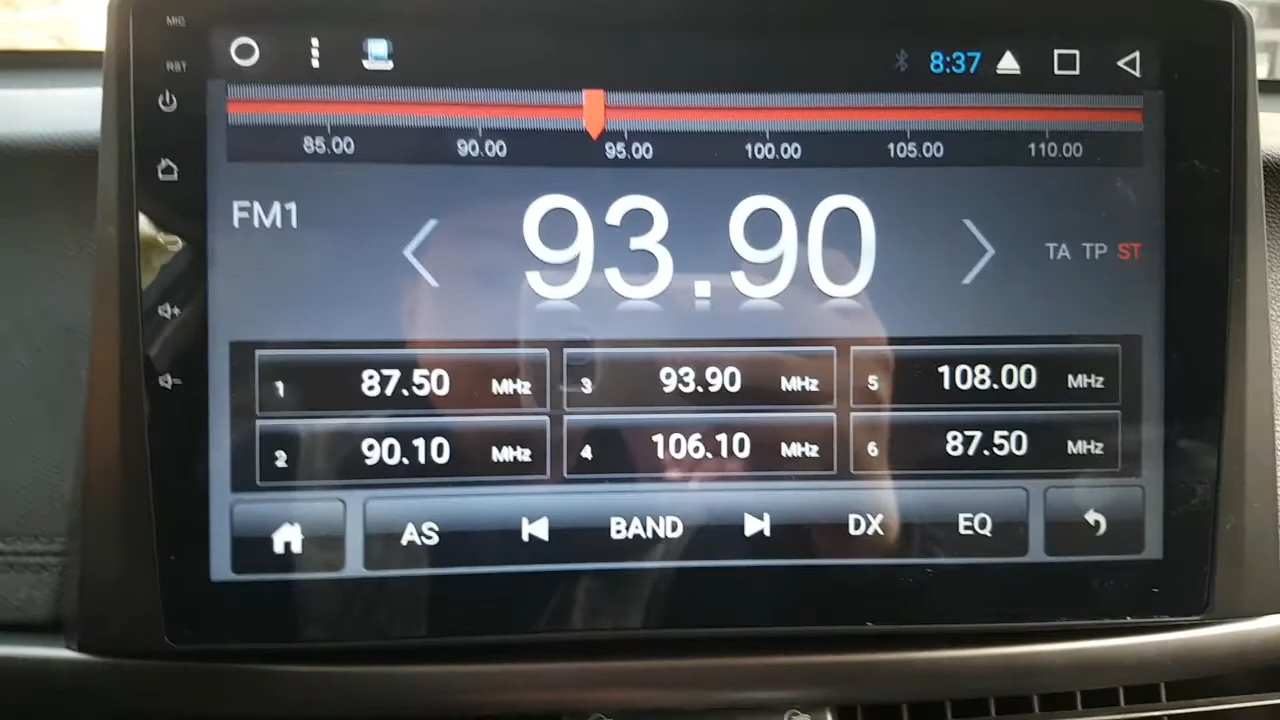 MIC
RST
8:37
85.00 90.00 95.00 100.00 105.00 110.00
FM1
93.90
TA TP ST
1 87.50 MHz
3 93.90 MHz
5 108.00 MHz
2 90.10 MHz
4 106.10 MHz
6 87.50 MHz
AS BAND DX EQ